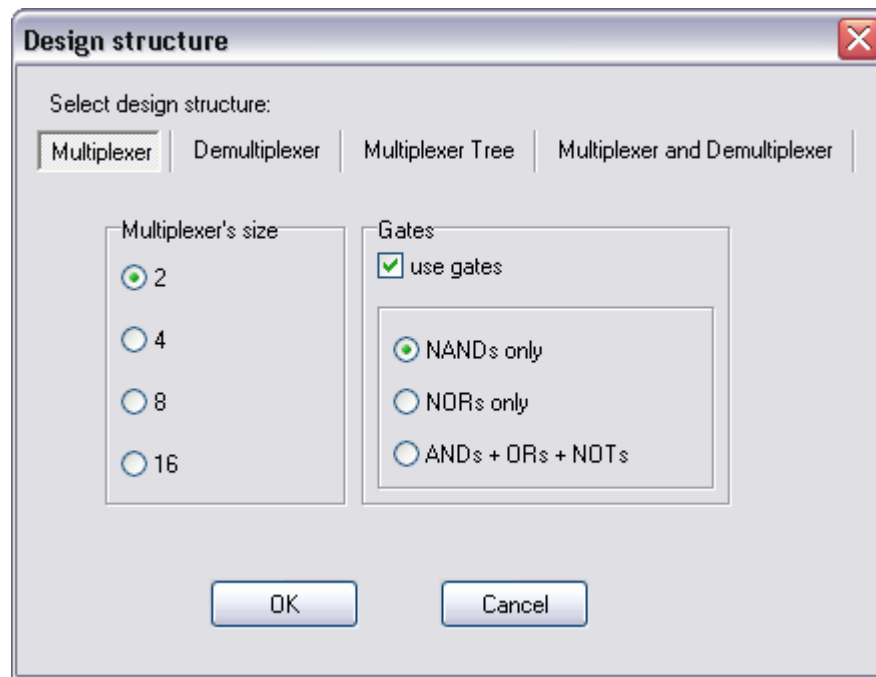 Design structure
Select design structure:
Multiplexer Demultiplexer Multiplexer Tree Multiplexer and Demultiplexer
Multiplexer's size
2
4
8
16
Gates
use gates
NANDs only
NORs only
ANDs + ORs + NOTs
OK Cancel